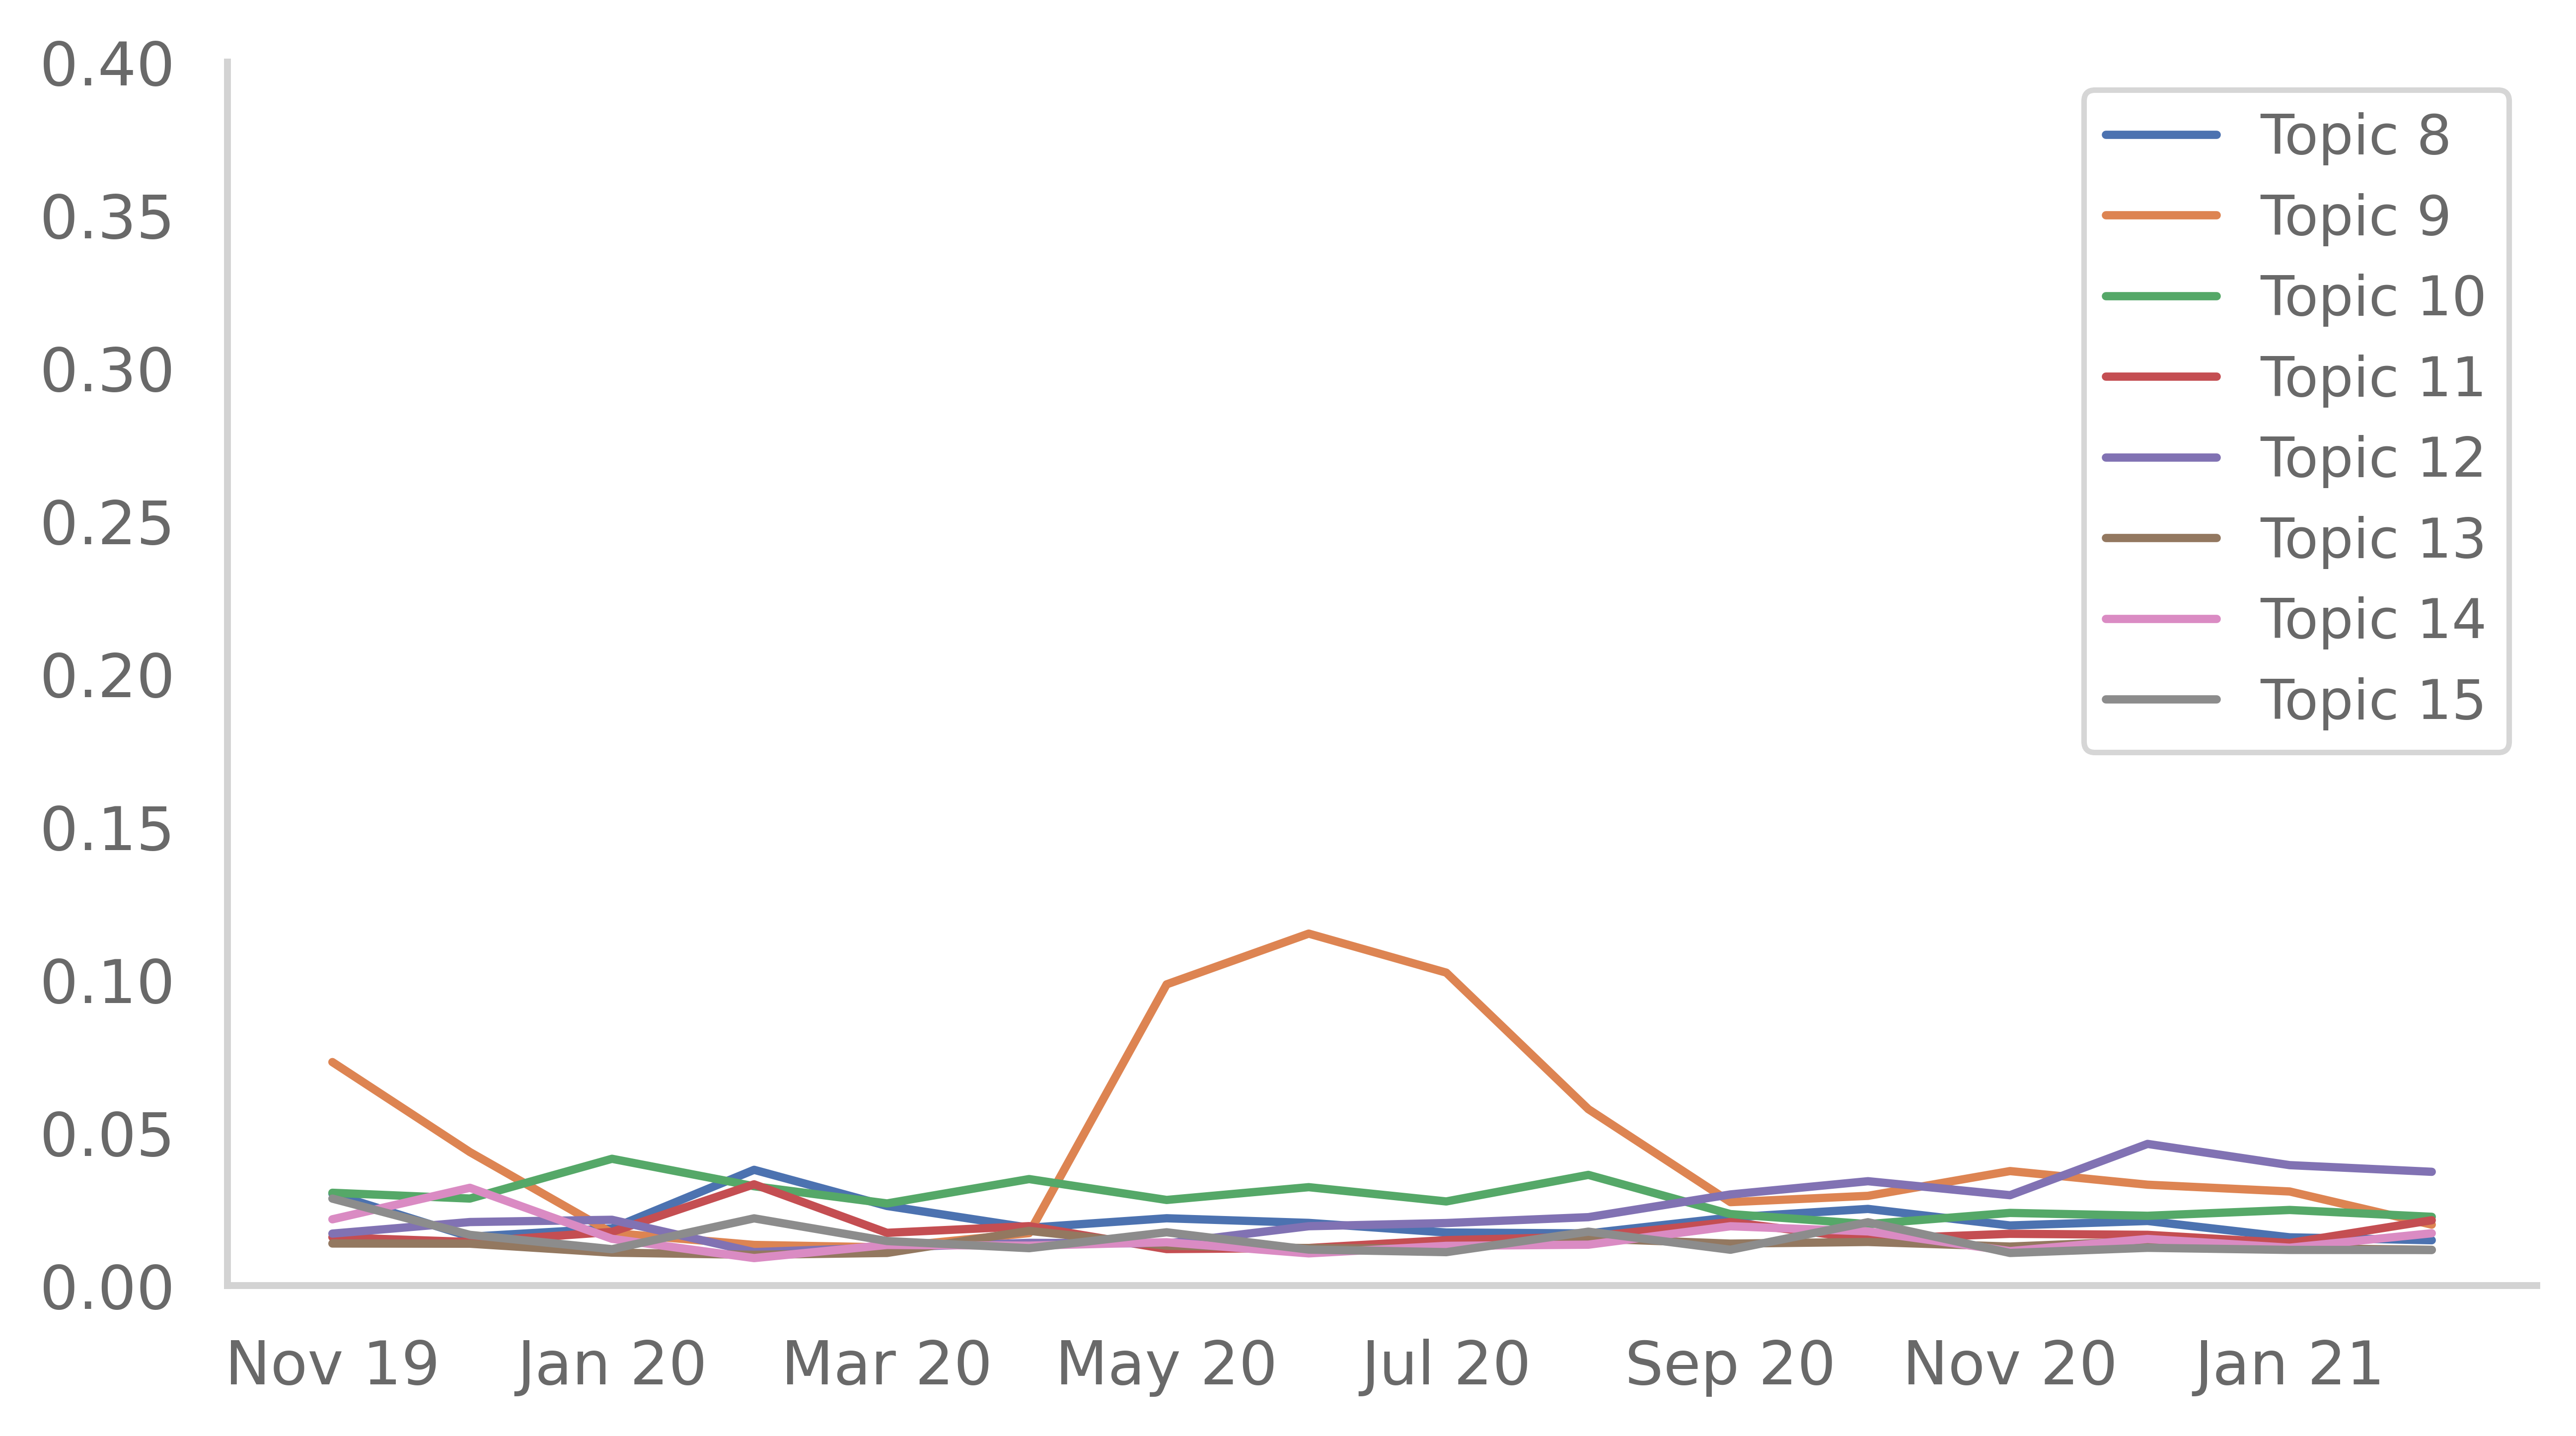 0.40
0.35
0.30
0.25
0.20
0.15
0.10
0.05
0.00
Topic 8
Topic 9
Topic 10
Topic 11
Topic 12
Topic 13
Topic 14
Topic 15
Nov 19 Jan 20 Mar 20 May 20 Jul 20 Sep 20 Nov 20 Jan 21